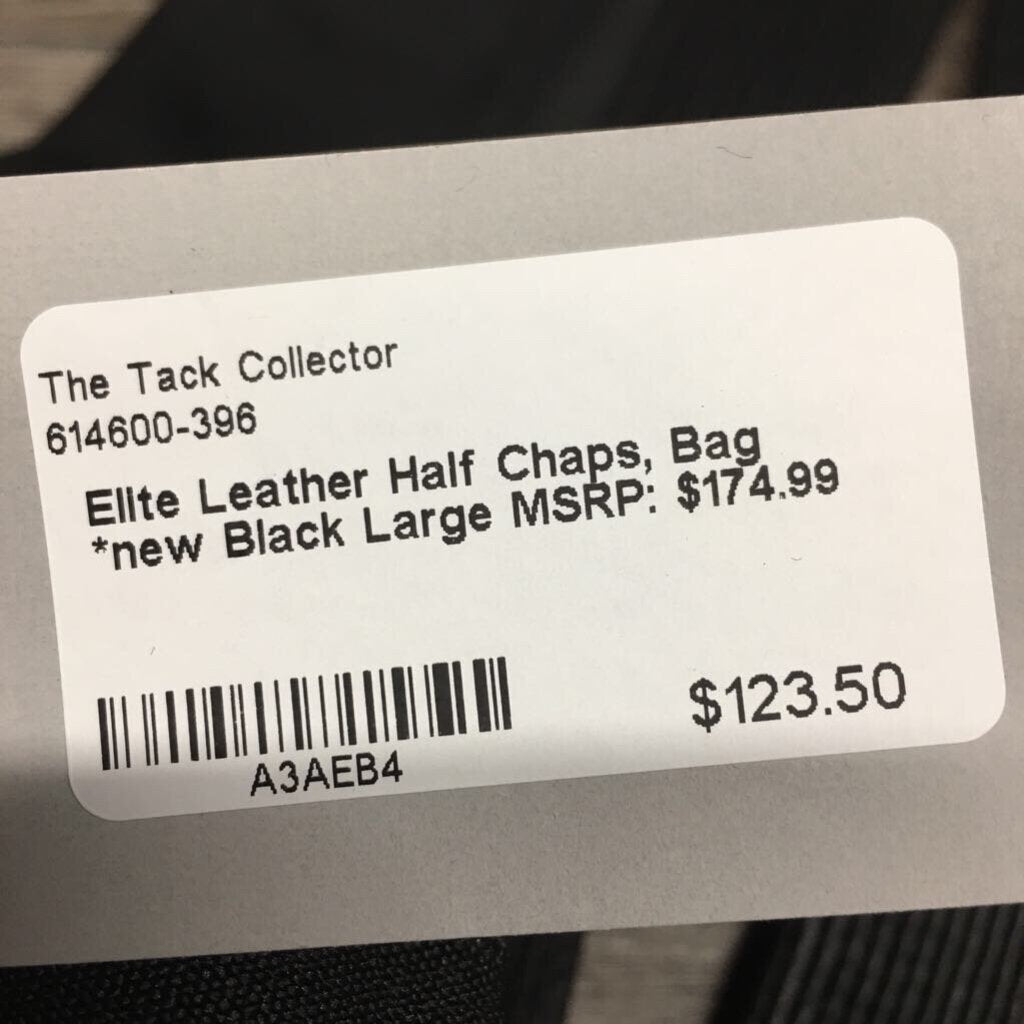 The Tack Collector
614600-396
Elite Leather Half Chaps, Bag
*new Black Large MSRP: $174.99
A3AEB4
$123.50